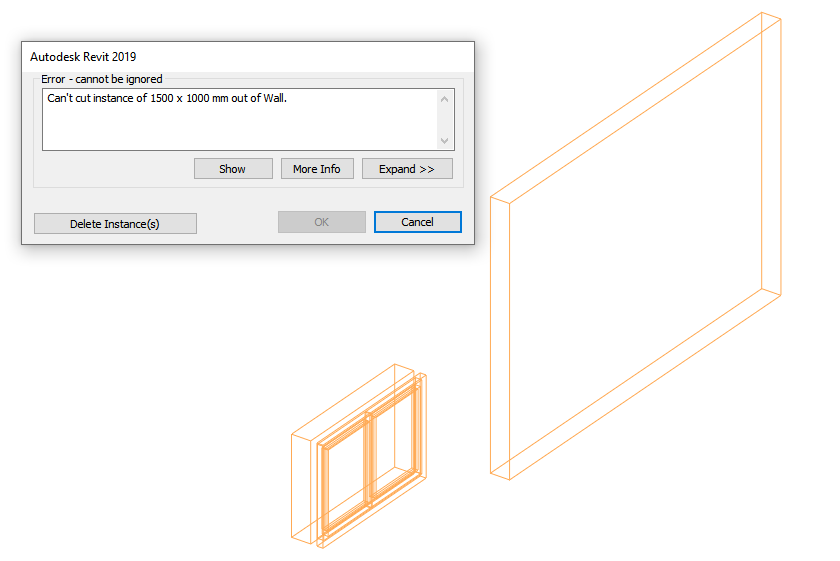 Autodesk Revit 2019
Error - cannot be ignored
Can't cut instance of 1500 x 1000 mm out of Wall.
Show
More Info
Expand >>
Delete Instance(s)
OK
Cancel